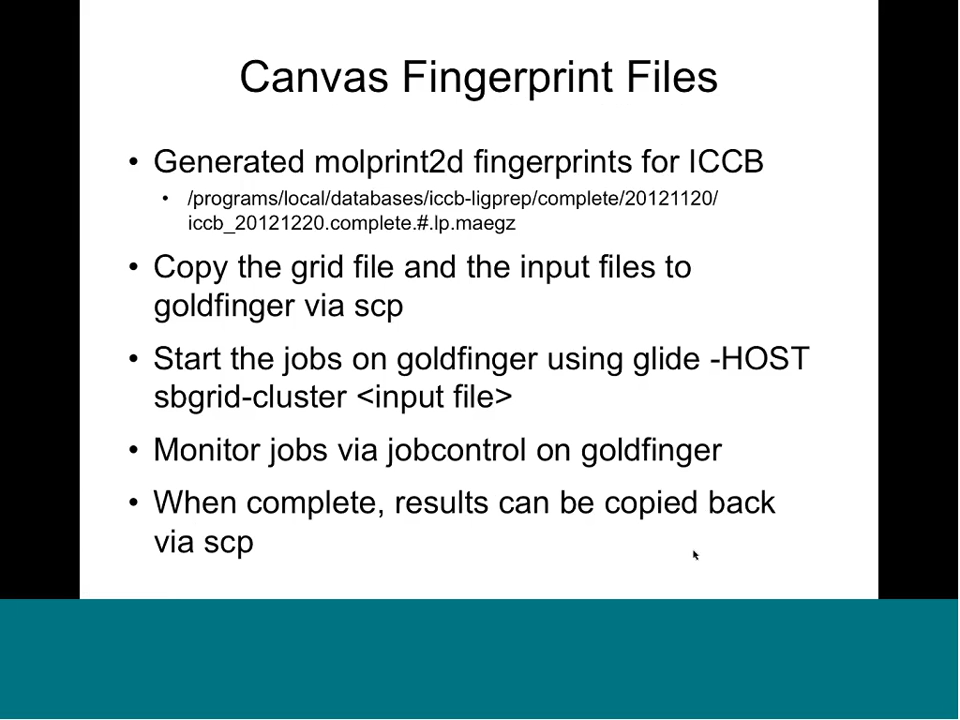 Canvas Fingerprint Files
• Generated molprint2d fingerprints for ICCB
• /programs/local/databases/iccb-ligprep/complete/20121120/
iccb_20121220.complete.#.lp.maegz
• Copy the grid file and the input files to
goldfinger via scp
• Start the jobs on goldfinger using glide -HOST
sbgrid-cluster <input file>
• Monitor jobs via jobcontrol on goldfinger
• When complete, results can be copied back
via scp